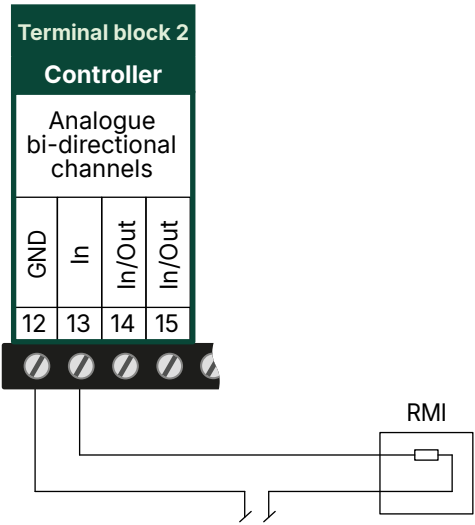 Terminal block 2
Controller
Analogue
bi-directional
channels
GND
In
In/Out
In/Out
12
13
14
15
RMI